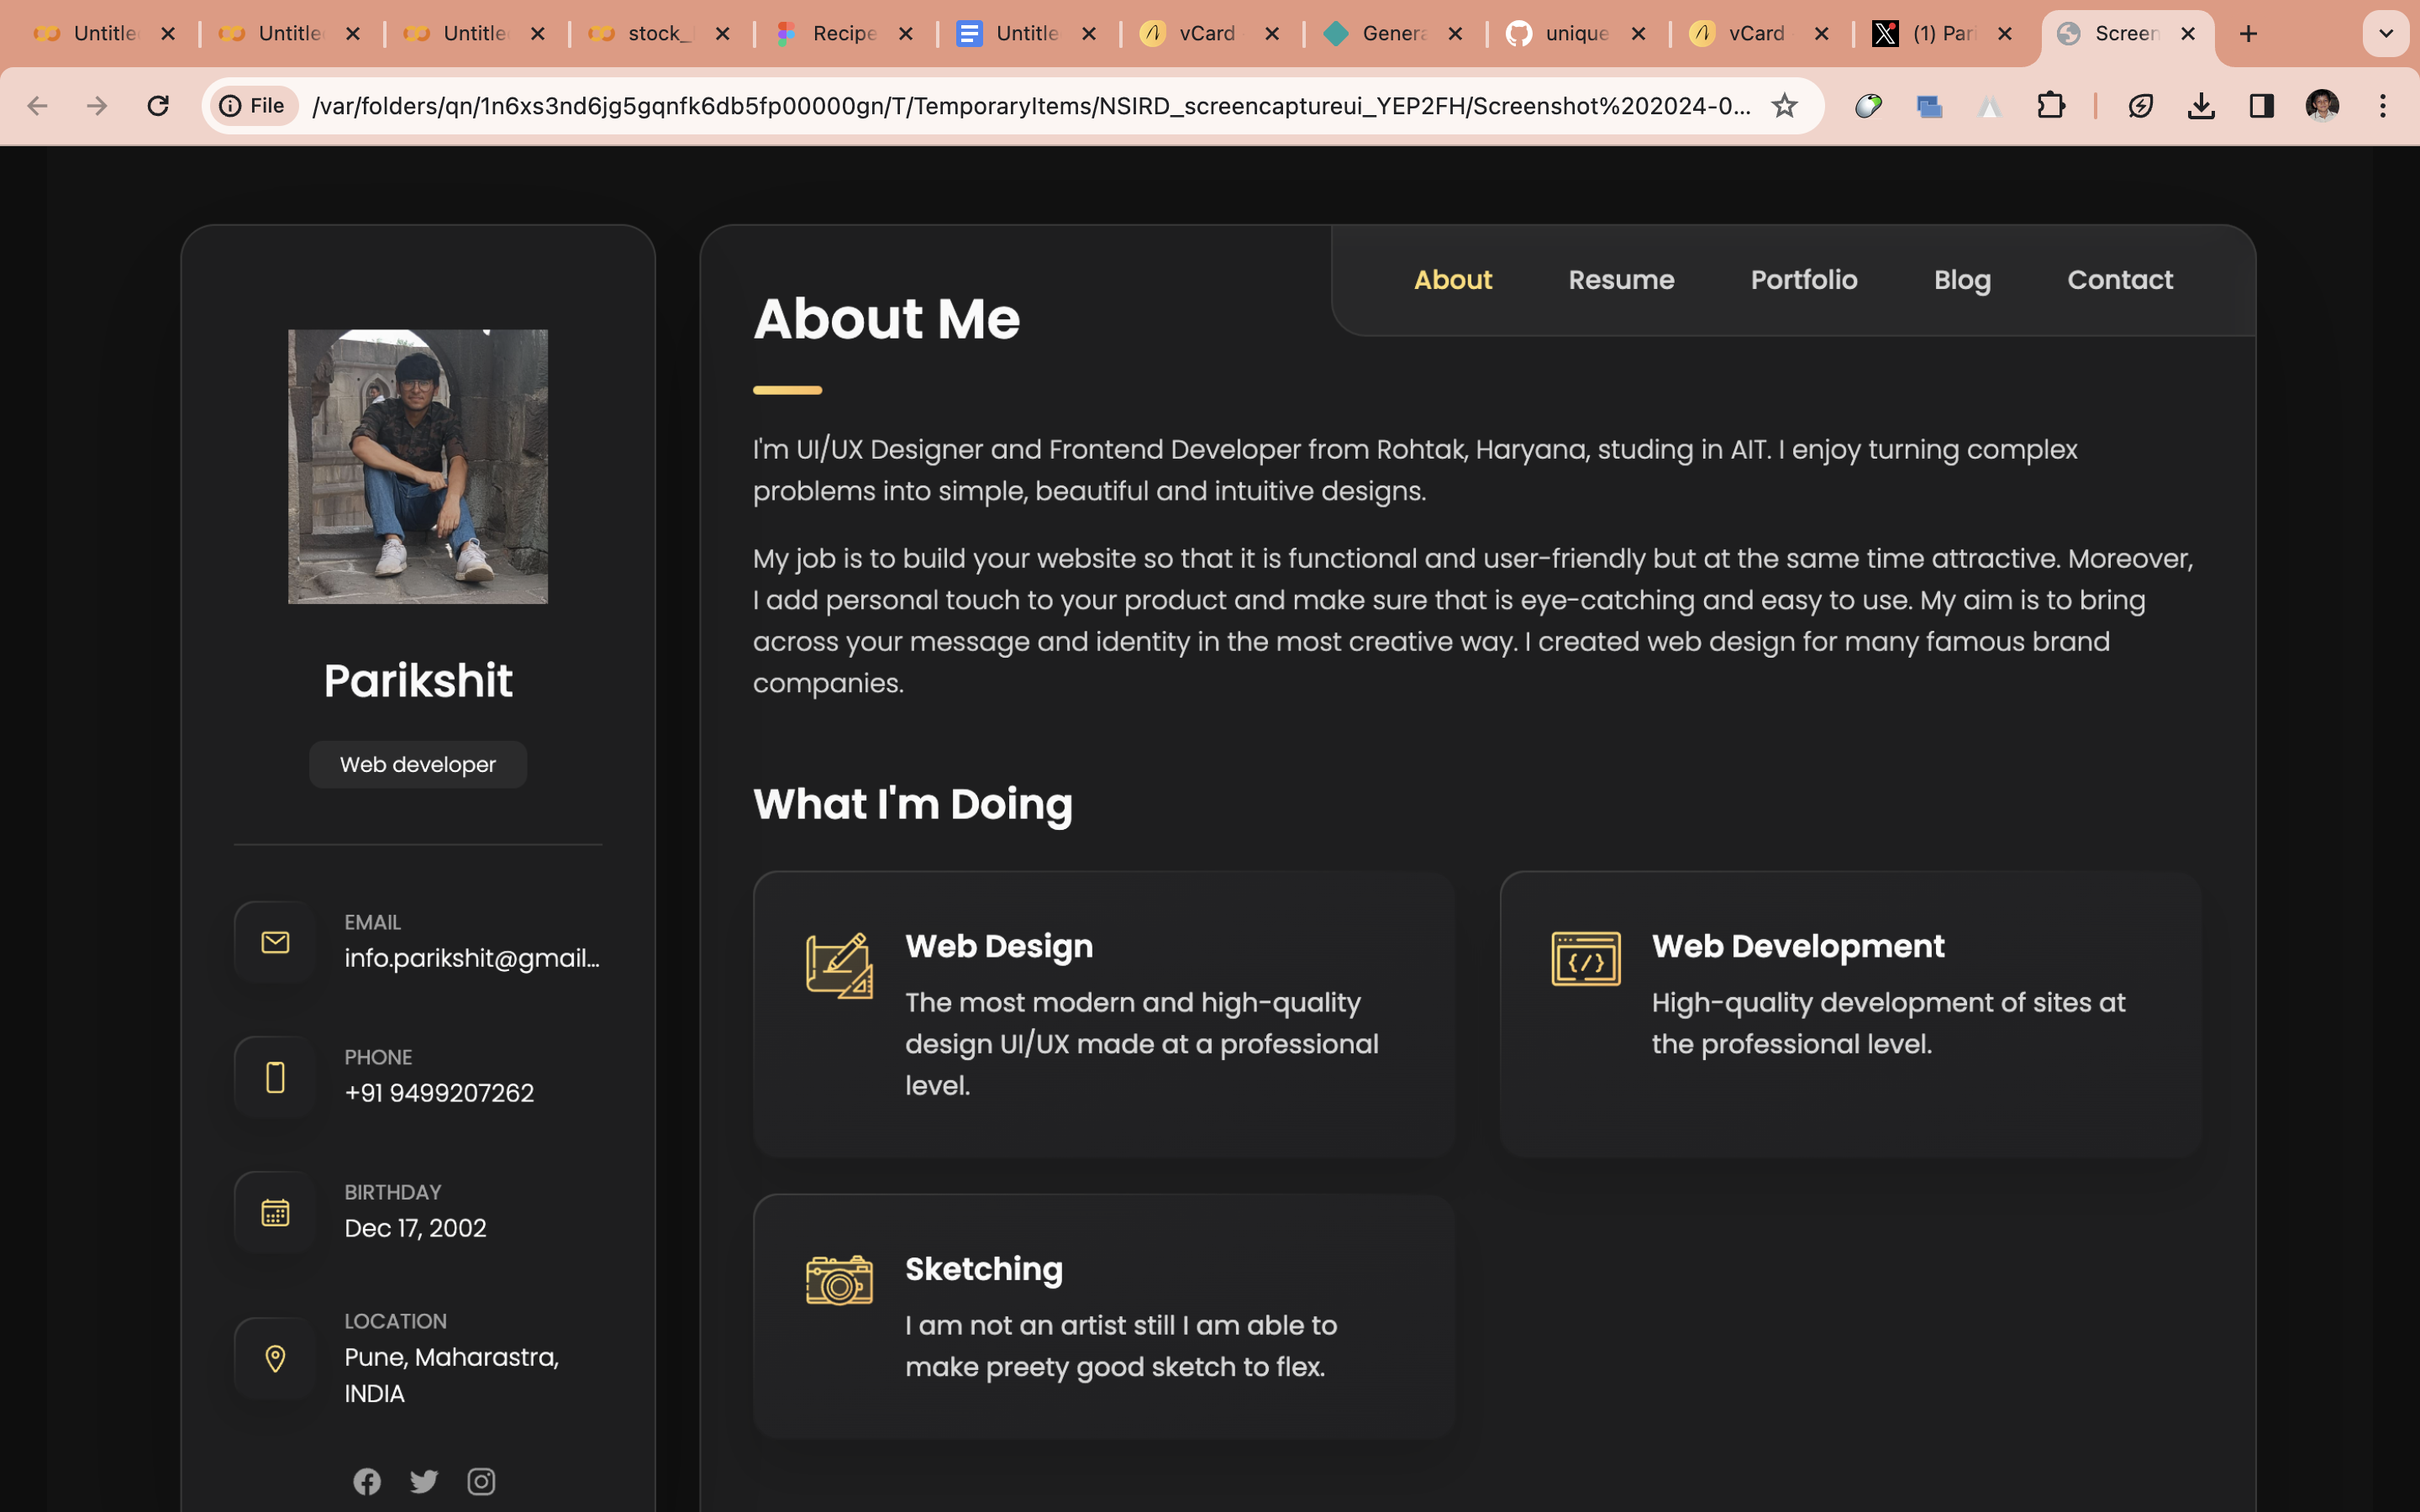 Untitle
Untitle
Untitle
stock_
Recipe
Untitle
vCard
Genera
unique
vCard
(1) Pari
Screen
File
/var/folders/qn/1n6xs3nd6jg5gqnfk6db5fp00000gn/T/TemporaryItems/NSIRD_screencaptureui_YEP2FH/Screenshot%202024-0...
About
Resume
Portfolio
Blog
Contact
About Me
I'm UI/UX Designer and Frontend Developer from Rohtak, Haryana, studing in AIT. I enjoy turning complex
problems into simple, beautiful and intuitive designs.
My job is to build your website so that it is functional and user-friendly but at the same time attractive. Moreover,
I add personal touch to your product and make sure that is eye-catching and easy to use. My aim is to bring
across your message and identity in the most creative way. I created web design for many famous brand
companies.
Parikshit
Web developer
EMAIL
info.parikshit@gmail...
PHONE
+91 9499207262
BIRTHDAY
Dec 17, 2002
LOCATION
Pune, Maharastra,
INDIA
What I'm Doing
Web Design
The most modern and high-quality
design UI/UX made at a professional
level.
Web Development
High-quality development of sites at
the professional level.
Sketching
I am not an artist still I am able to
make preety good sketch to flex.